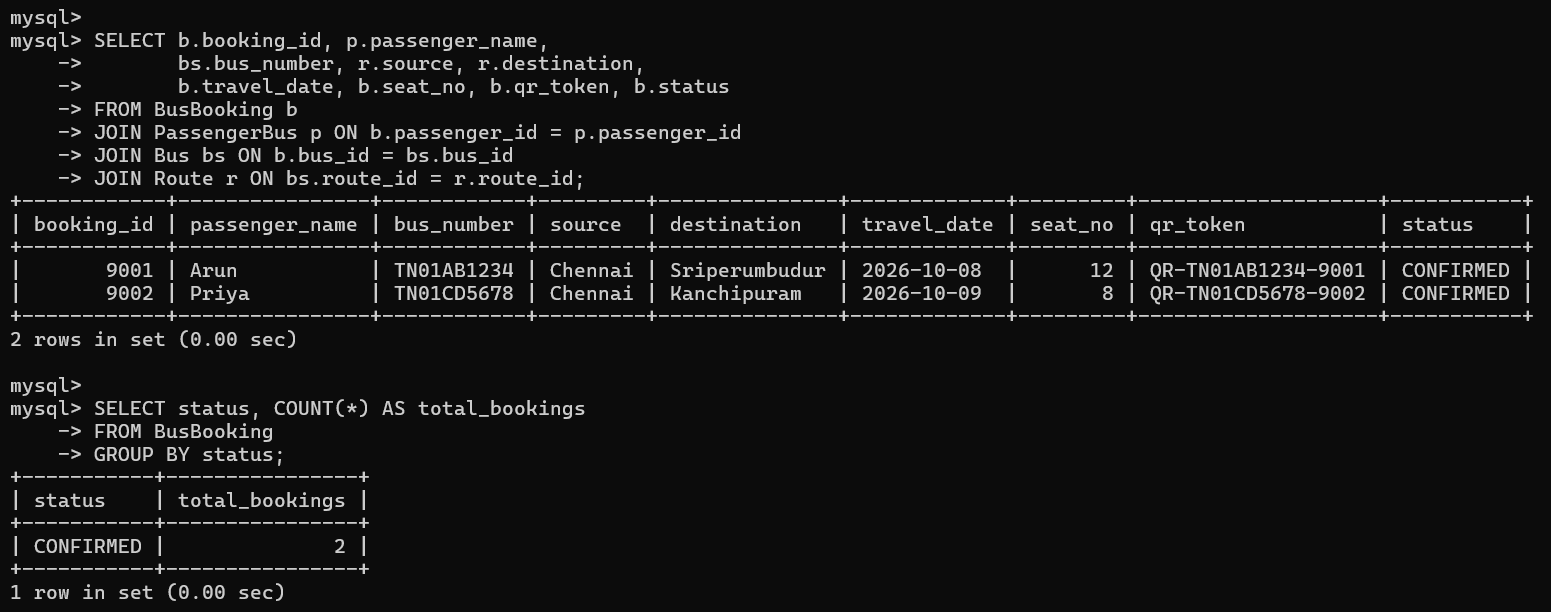 mysql>
mysql> SELECT b.booking_id, p.passenger_name,
    ->        bs.bus_number, r.source, r.destination,
    ->        b.travel_date, b.seat_no, b.qr_token, b.status
    -> FROM BusBooking b
    -> JOIN PassengerBus p ON b.passenger_id = p.passenger_id
    -> JOIN Bus bs ON b.bus_id = bs.bus_id
    -> JOIN Route r ON bs.route_id = r.route_id;
+------------+----------------+------------+---------+---------------+-------------+---------+--------------------+-----------+
| booking_id | passenger_name | bus_number | source  | destination   | travel_date | seat_no | qr_token           | status    |
+------------+----------------+------------+---------+---------------+-------------+---------+--------------------+-----------+
|       9001 | Arun           | TN01AB1234 | Chennai | Sriperumbudur | 2026-10-08  |      12 | QR-TN01AB1234-9001 | CONFIRMED |
|       9002 | Priya          | TN01CD5678 | Chennai | Kanchipuram   | 2026-10-09  |       8 | QR-TN01CD5678-9002 | CONFIRMED |
+------------+----------------+------------+---------+---------------+-------------+---------+--------------------+-----------+
2 rows in set (0.00 sec)

mysql>
mysql> SELECT status, COUNT(*) AS total_bookings
    -> FROM BusBooking
    -> GROUP BY status;
+-----------+----------------+
| status    | total_bookings |
+-----------+----------------+
| CONFIRMED |              2 |
+-----------+----------------+
1 row in set (0.00 sec)